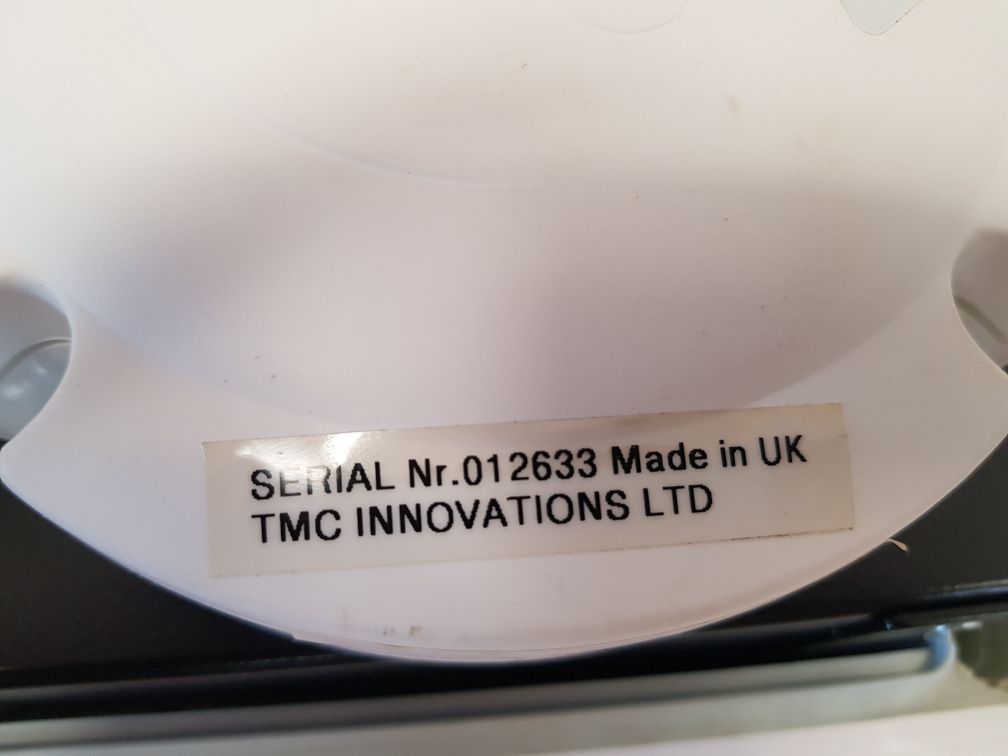 SERIAL Nr.012633 Made in UK
TMC INNOVATIONS LTD